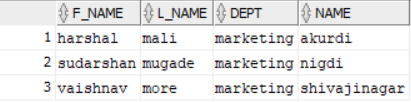 F_NAME L_NAME DEPT NAME
1 harshal mali marketing akurdi
2 sudarshan mugade marketing nigdi
3 vaishnav more marketing shivajinagar